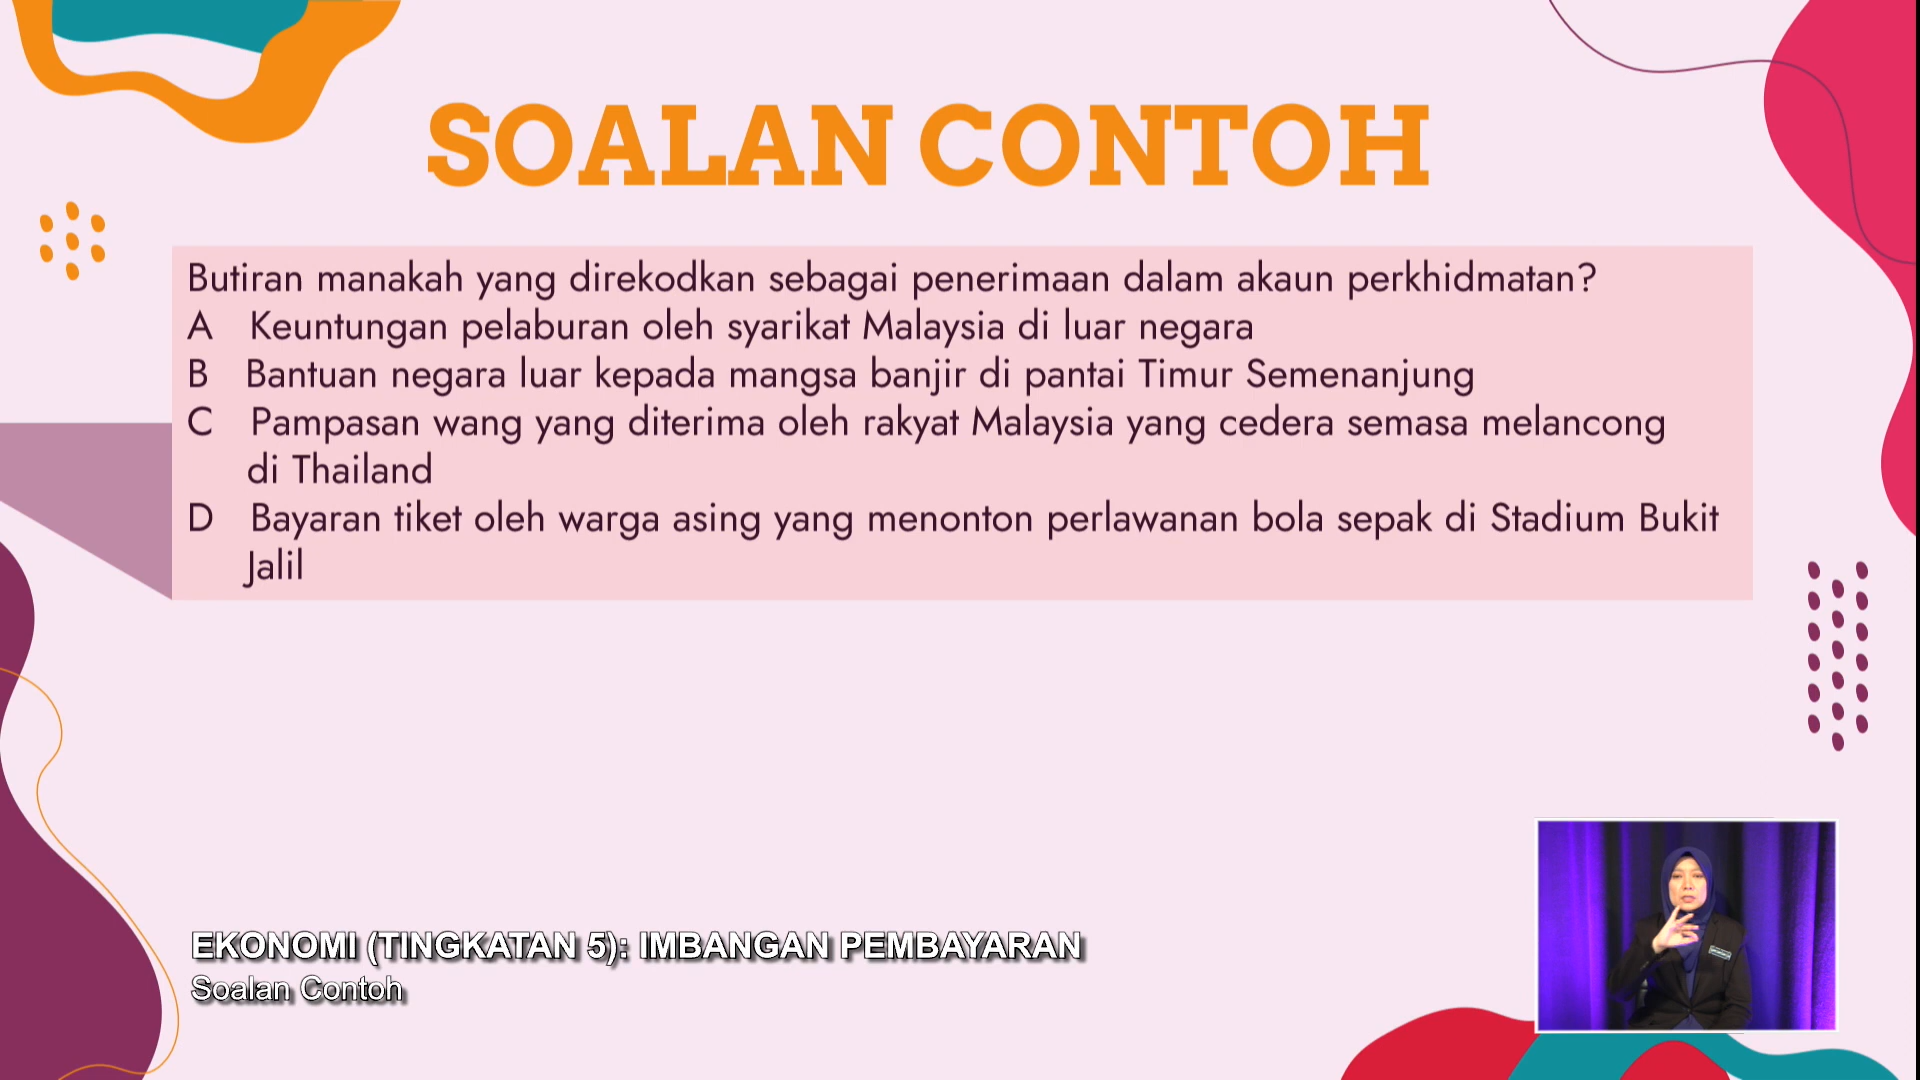 SOALAN CONTOH
Butiran manakah yang direkodkan sebagai penerimaan dalam akaun perkhidmatan?
A Keuntungan pelaburan oleh syarikat Malaysia di luar negara
B Bantuan negara luar kepada mangsa banjir di pantai Timur Semenanjung
C Pampasan wang yang diterima oleh rakyat Malaysia yang cedera semasa melancong
di Thailand
D Bayaran tiket oleh warga asing yang menonton perlawanan bola sepak di Stadium Bukit
Jalil
EKONOMI (TINGKATAN 5): IMBANGAN PEMBAYARAN
Soalan Contoh